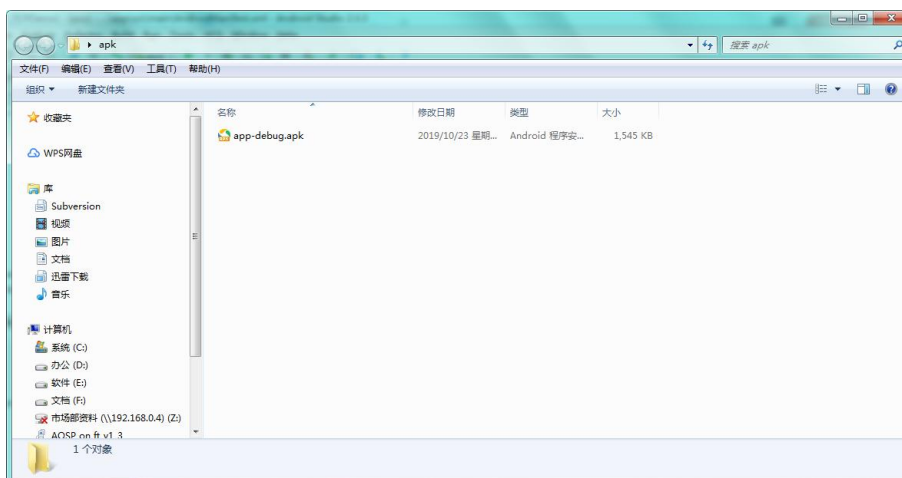 apk
搜索 apk
文件(F) 编辑(E) 查看(V) 工具(T) 帮助(H)
组织 新建文件夹
名称 修改日期 类型 大小
app-debug.apk 2019/10/23 星期... Android 程序安... 1,545 KB
收藏夹
WPS网盘
库
Subversion
视频
图片
文档
迅雷下载
音乐
计算机
系统 (C:)
办公 (D:)
软件 (E:)
文档 (F:)
市场部资料 (\\192.168.0.4) (Z:)
AOSP on ft v1 3
1 个对象